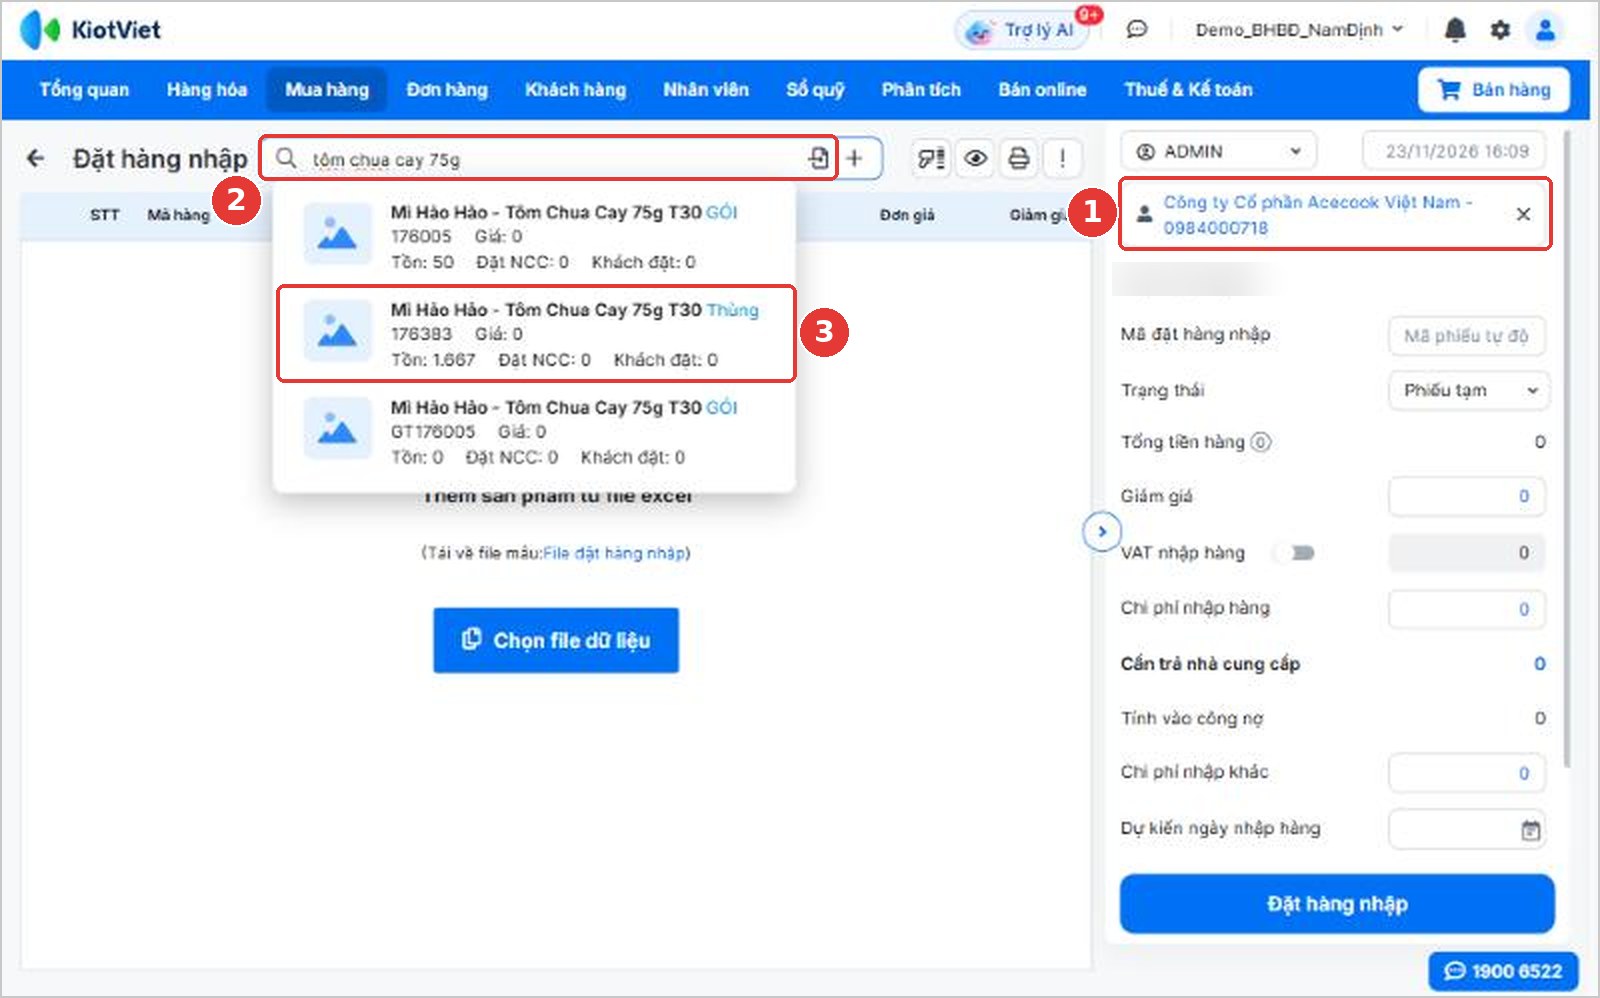 KiotViet
Trợ lý AI
9+
Demo_BHBD_NamĐịnh
Tổng quan
Hàng hóa
Mua hàng
Đơn hàng
Khách hàng
Nhân viên
Sổ quỹ
Phân tích
Bán online
Thuế & Kế toán
Bán hàng
Đặt hàng nhập
tôm chua cay 75g
ADMIN
23/11/2026 16:09
2
STT
Mã hàng
Đơn giá
Giảm
1
Công ty Cổ phần Acecook Việt Nam -
0984000718
Mì Hảo Hảo - Tôm Chua Cay 75g T30 GÓI
176005 Giá: 0
Tồn: 50 Đặt NCC: 0 Khách đặt: 0
Mì Hảo Hảo - Tôm Chua Cay 75g T30 Thùng
176383 Giá: 0
Tồn: 1.667 Đặt NCC: 0 Khách đặt: 0
3
Mì Hảo Hảo - Tôm Chua Cay 75g T30 GÓI
GT176005 Giá: 0
Tồn: 0 Đặt NCC: 0 Khách đặt: 0
Thêm sản phẩm từ file excel
(Tải về file mẫu:File đặt hàng nhập)
Chọn file dữ liệu
Mã đặt hàng nhập
Mã phiếu tự độ
Trạng thái
Phiếu tạm
Tổng tiền hàng 0
0
Giảm giá
0
VAT nhập hàng
0
Chi phí nhập hàng
0
Cần trả nhà cung cấp
0
Tính vào công nợ
0
Chi phí nhập khác
0
Dự kiến ngày nhập hàng
Đặt hàng nhập
1900 6522